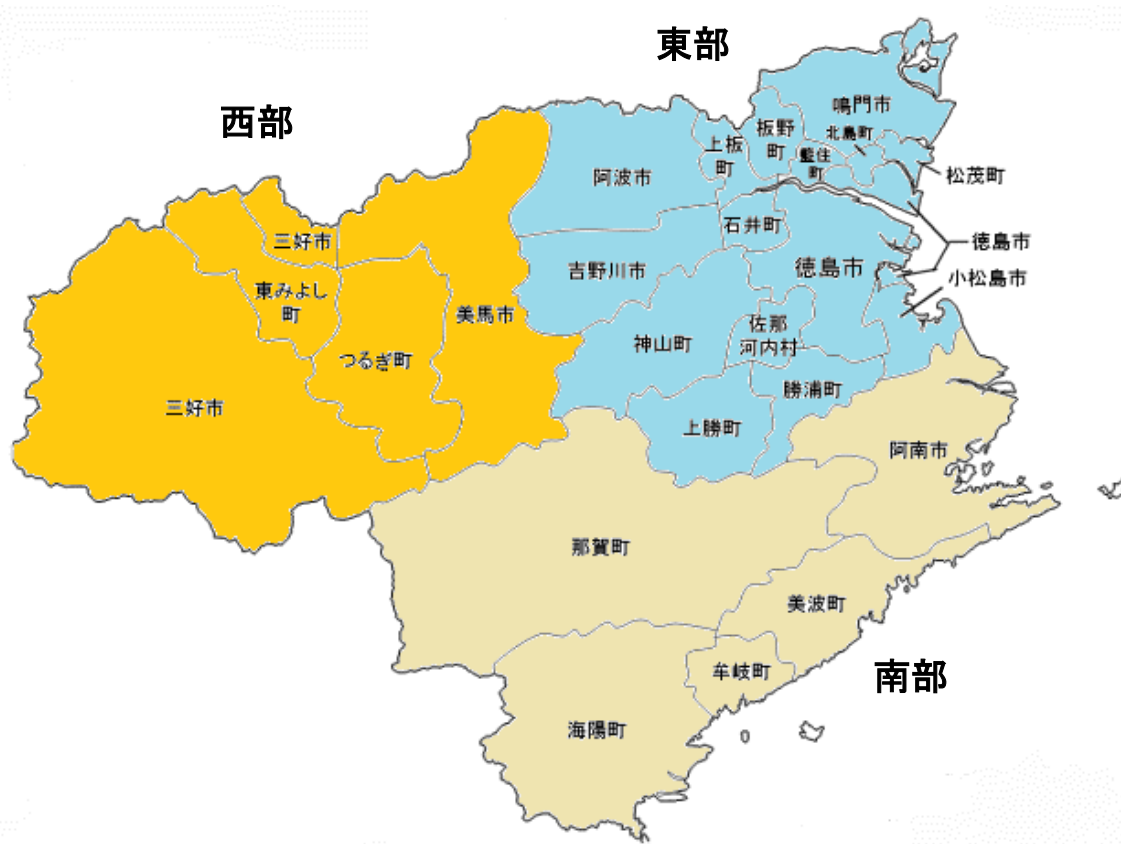 東部
西部
鳴門市
北島町
板野
町
上板
町
藍住
町
松茂町
阿波市
石井町
徳島市
三好市
吉野川市
徳島市
小松島市
東みよし
町
美馬市
佐那
河内村
神山町
つるぎ町
勝浦町
三好市
上勝町
阿南市
那賀町
美波町
牟岐町
南部
海陽町